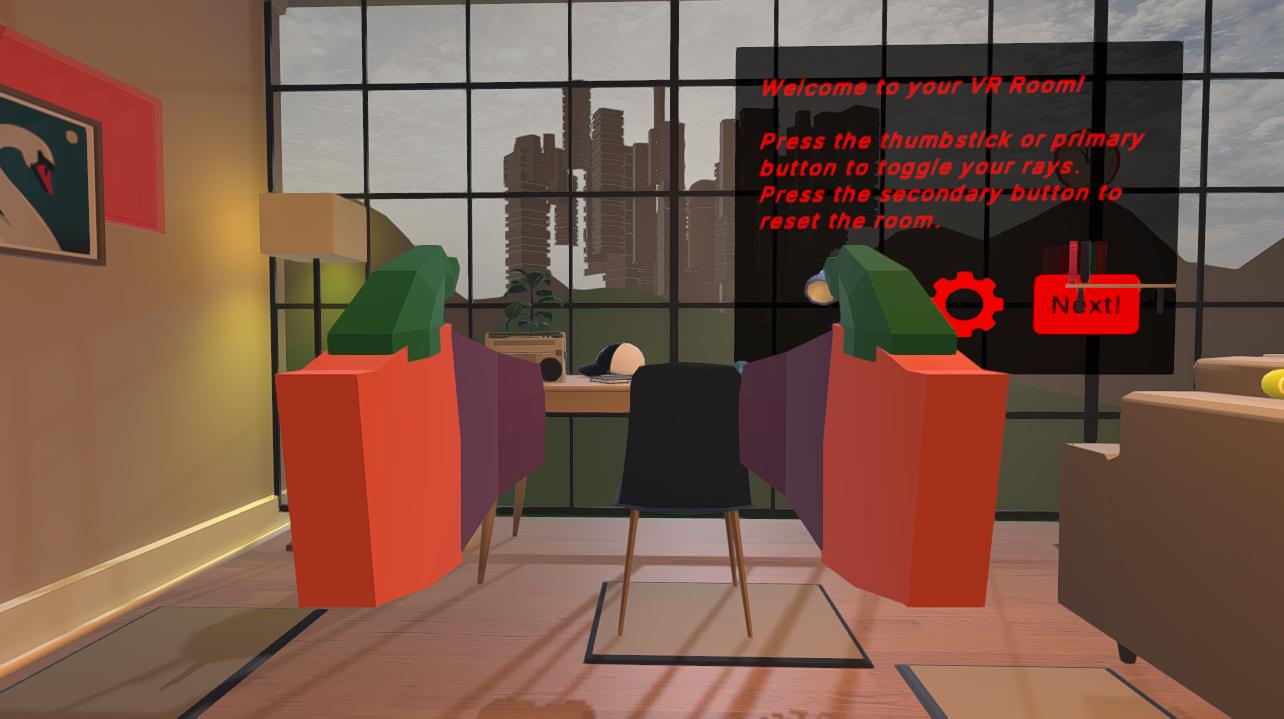 Welcome to your VR Room!
Press the thumbstick or primary
button to toggle your rays.
Press the secondary button to
reset the room.
Next!